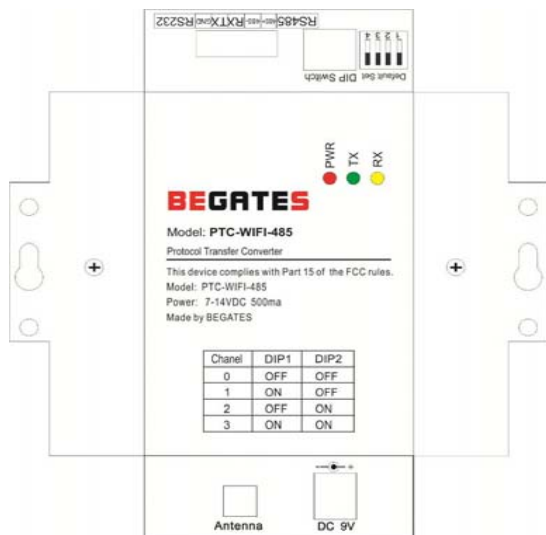 RS485 485+ 485- RXTX GND RS232
DIP Switch
Default Set
1 2 3 4
PWR
TX
RX
BEGATES
Model: PTC-WIFI-485
Protocol Transfer Converter
This device complies with Part 15 of the FCC rules.
Model: PTC-WIFI-485
Power: 7-14VDC 500ma
Made by BEGATES
Chanel DIP1 DIP2
0 OFF OFF
1 ON OFF
2 OFF ON
3 ON ON
- +
Antenna
DC 9V